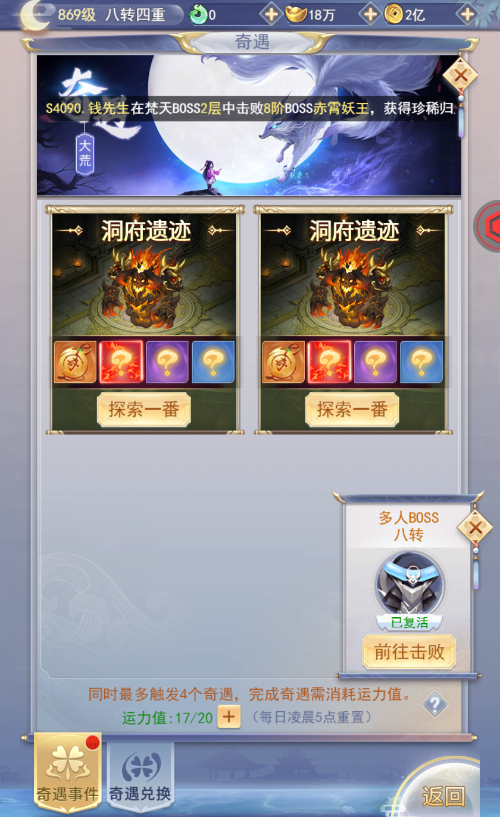 869级 八转四重 0 18万 2亿
奇遇
S4090.钱先生在梵天BOSS2层中击败8阶BOSS赤霄妖王，获得珍稀归
大荒
洞府遗迹 洞府遗迹
探索一番 探索一番
多人BOSS
八转
已复活
前往击败
同时最多触发4个奇遇，完成奇遇需消耗运力值。
运力值:17/20 + (每日凌晨5点重置) ?
奇遇事件 奇遇兑换 返回